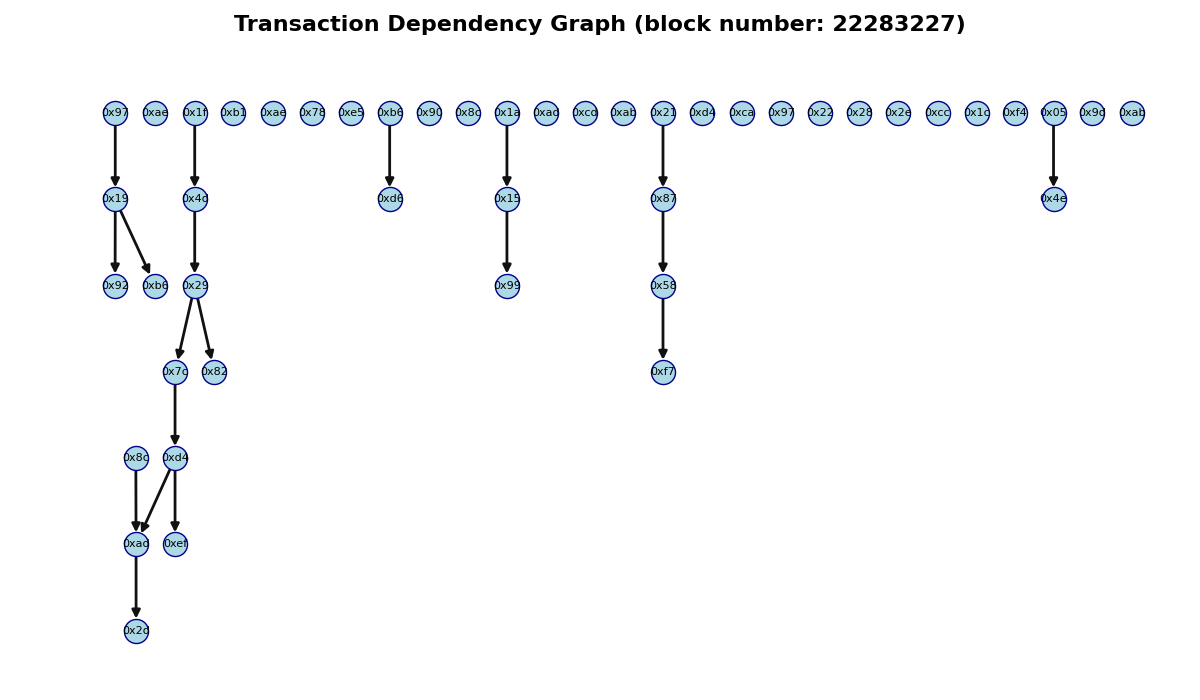 Transaction Dependency Graph (block number: 22283227)
0x97 0xae 0x1f 0xb1 0xae 0x78 0xe5 0xb6 0x90 0x8c 0x1a 0xad 0xcd 0xab 0x21 0xd4 0xca 0x97 0x22 0x28 0x2e 0xcc 0x1c 0xf4 0x05 0x9d 0xab
0x19 0x4d 0xd6 0x15 0x87 0x4e
0x92 0xb6 0x29 0x99 0x58
0x7c 0x82 0xf7
0x8c 0xd4
0xad 0xef
0x2d